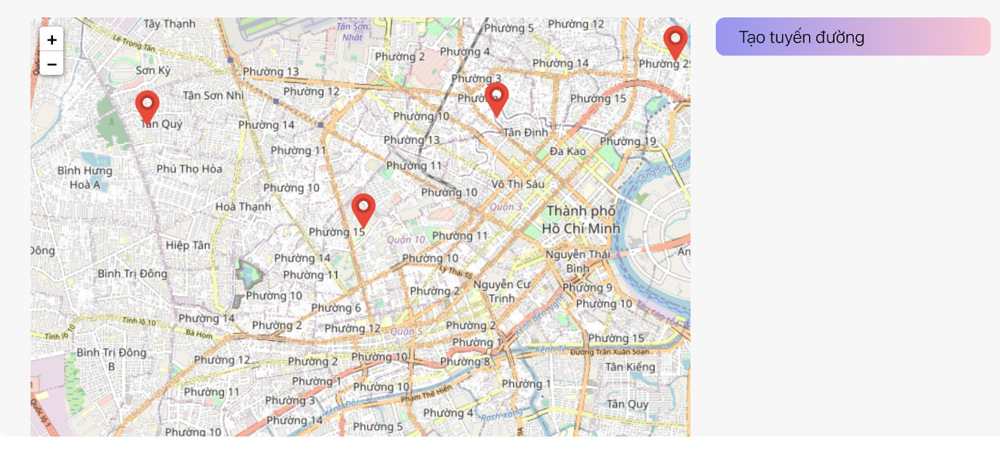 Tây Thạnh
Quốc tế
Tân Sơn
Nhất
Phường 5
Phường 12
Tạo tuyến đường
+
−
Lê Trọng Tấn
Phường 2
Phường 4
Phường 14
Phường 25
Sơn Kỳ
Phường 13
Phường 3
Tân Sơn Nhì
Phường 12
Phường 15
Tân Quý
Phường 14
Phường 10
Tân Định
Phường 13
Phường 19
Phường 11
Đa Kao
Bình Hưng
Hoà A
Phú Thọ Hòa
Phường 11
Sông Sài Gòn
Phường 10
Phường 10
Võ Thị Sáu
Hoà Thạnh
Quận 3
Thành phố
Hồ Chí Minh
Phường 15
Quận 10
Phường 11
Hiệp Tân
Đông
Phường 14
Phường 10
Nguyễn Thái
Bình
An
Bình Trị Đông
Phường 11
Lý Thái Tổ
Nguyễn Cư
Trinh
Phường 9
Phường 10
Phường 2
Phường 10
Phường 6
Tỉnh lộ 10
Tỉnh lộ 10
Phường 14
Phường 2
Phường 12
Quận 5
Phường 2
Kênh Bến Nghé
Bà Hom
Phường 1
Phường 15
Bình Trị Đông
B
Phường 12
Phường 2
Phường 10
Phường 8
Kênh Tẻ
Đường Trần Xuân Soạn
Tân Kiểng
Phường 1
Phường 10
Phường 1
Phường 11
Phường 3
Phạm Thế Hiển
Kênh Đôi
Phường 4
Rạch
Tân Quy
Quốc lộ 1
Phường 14
Phường 5
Phường 10